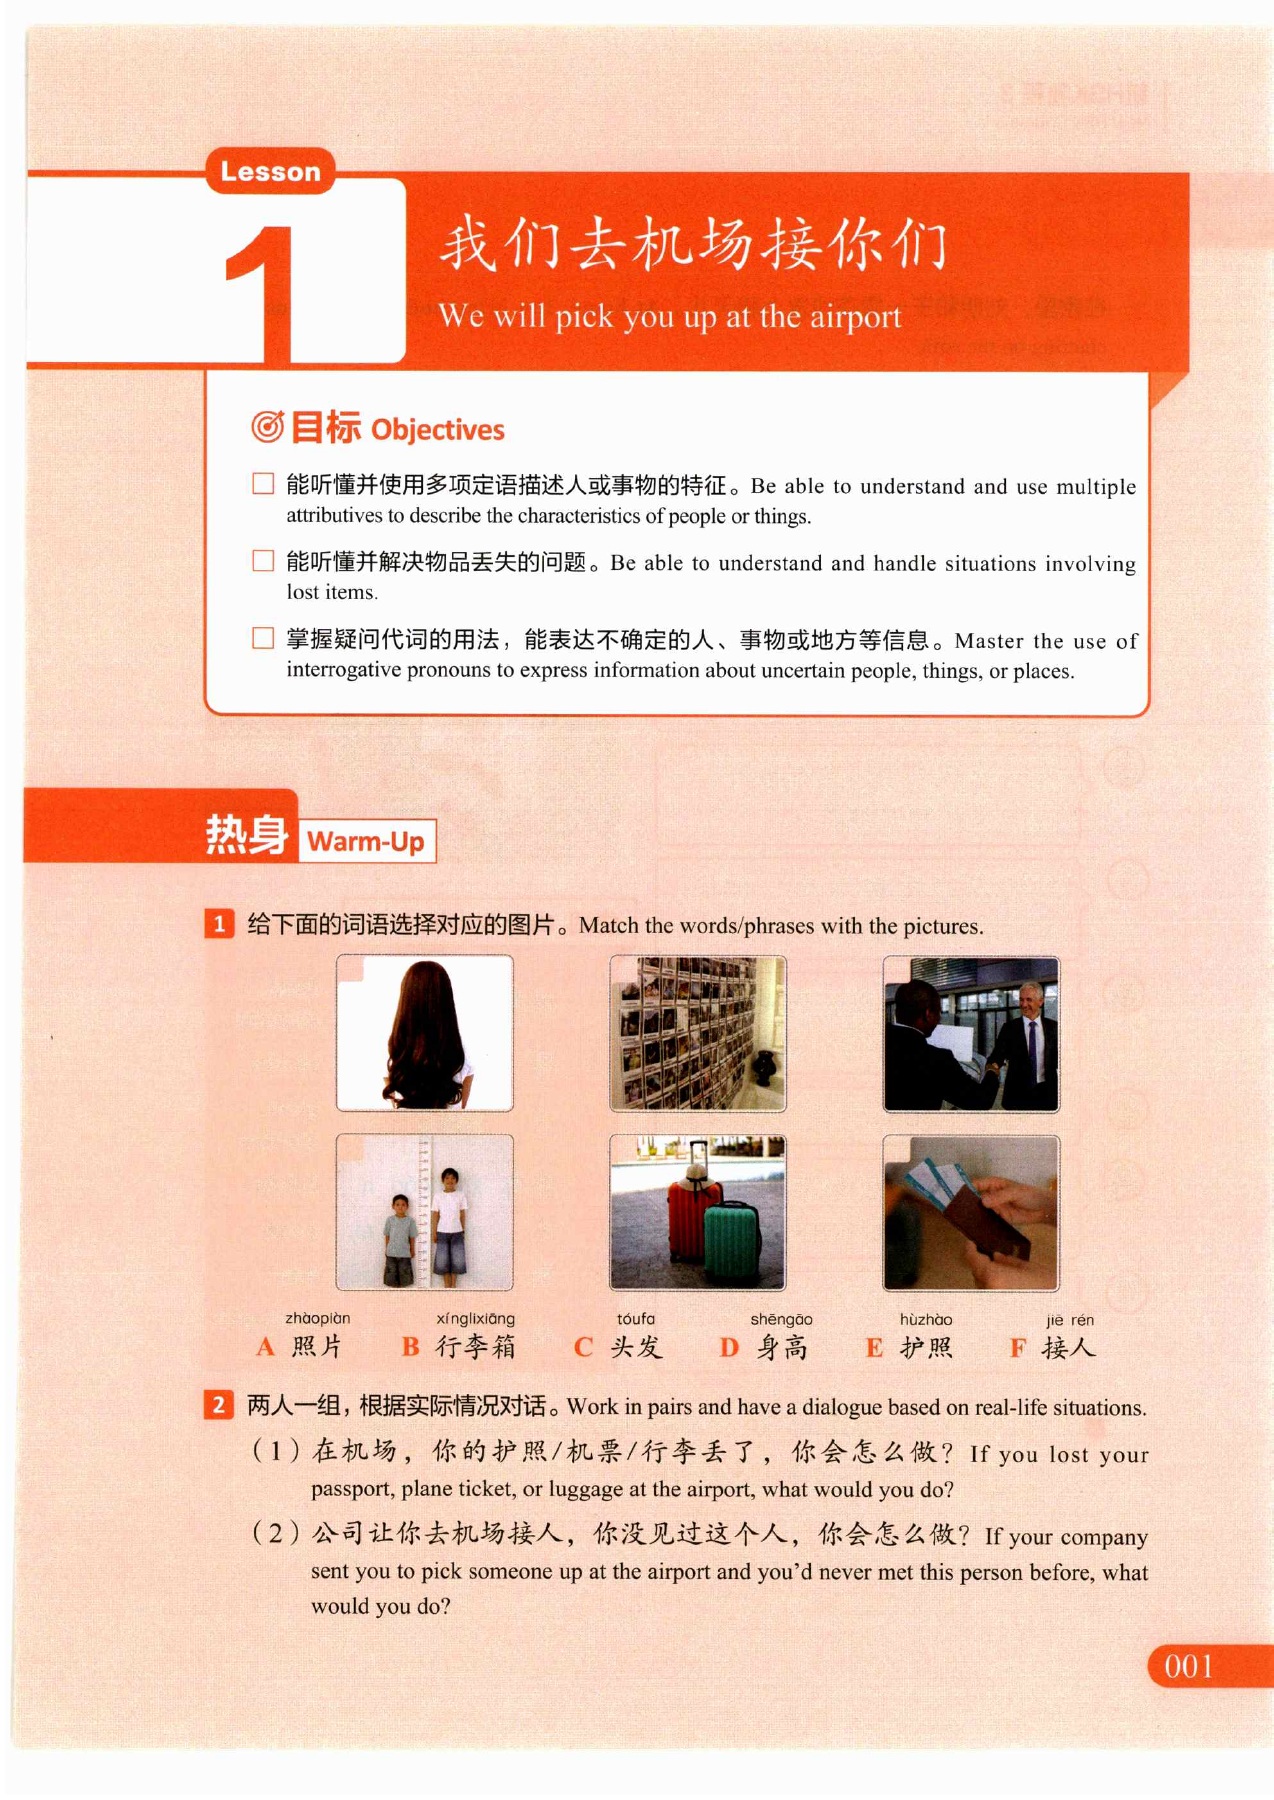 Lesson
1
我们去机场接你们
We will pick you up at the airport
目标 Objectives
能听懂并使用多项定语描述人或事物的特征。Be able to understand and use multiple
attributives to describe the characteristics of people or things.
能听懂并解决物品丢失的问题。Be able to understand and handle situations involving
lost items.
掌握疑问代词的用法，能表达不确定的人、事物或地方等信息。Master the use of
interrogative pronouns to express information about uncertain people, things, or places.
热身 Warm-Up
1 给下面的词语选择对应的图片。Match the words/phrases with the pictures.
zhàopiàn xínglixiāng tóufa shēngāo hùzhào jiē rén
A 照片 B 行李箱 C 头发 D 身高 E 护照 F 接人
2 两人一组，根据实际情况对话。Work in pairs and have a dialogue based on real-life situations.
（1）在机场，你的护照/机票/行李丢了，你会怎么做？If you lost your
passport, plane ticket, or luggage at the airport, what would you do?
（2）公司让你去机场接人，你没见过这个人，你会怎么做？If your company
sent you to pick someone up at the airport and you'd never met this person before, what
would you do?
001